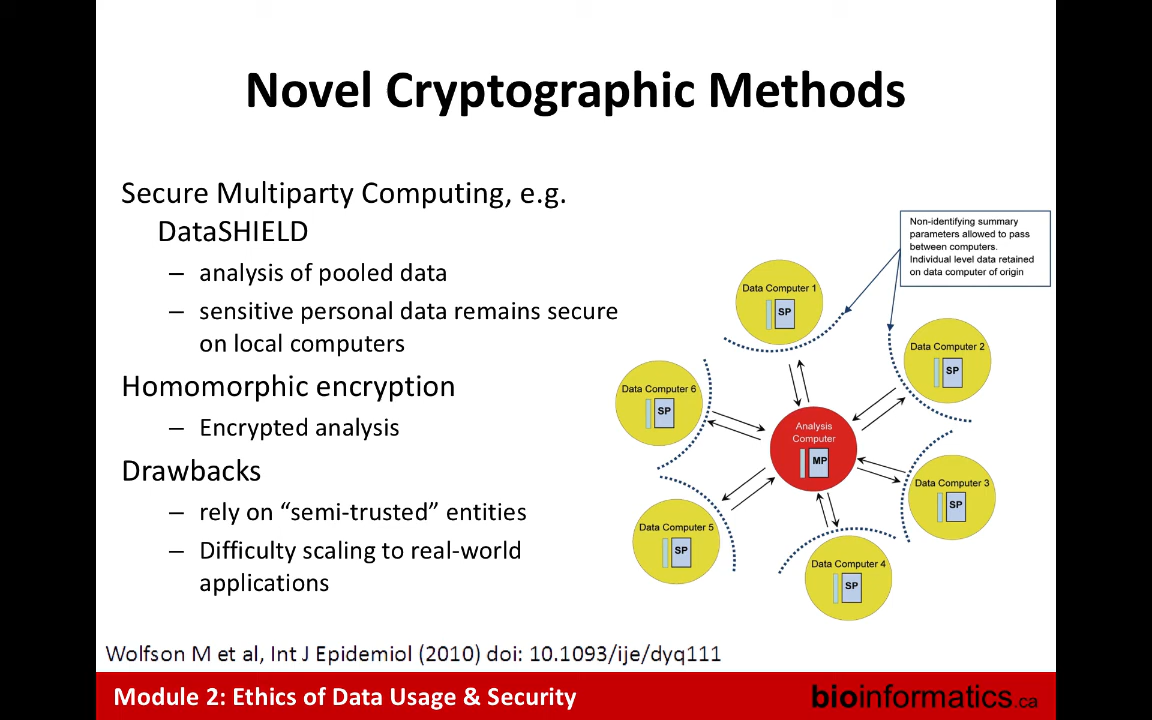 Novel Cryptographic Methods
Secure Multiparty Computing, e.g.
DataSHIELD
– analysis of pooled data
– sensitive personal data remains secure
on local computers
Homomorphic encryption
– Encrypted analysis
Drawbacks
– rely on “semi-trusted” entities
– Difficulty scaling to real-world
applications
Non-identifying summary
parameters allowed to pass
between computers.
Individual level data retained
on data computer of origin
Data Computer 1
SP
Data Computer 2
SP
Data Computer 6
SP
Analysis
Computer
MP
Data Computer 3
SP
Data Computer 5
SP
Data Computer 4
SP
Wolfson M et al, Int J Epidemiol (2010) doi: 10.1093/ije/dyq111
Module 2: Ethics of Data Usage & Security
bioinformatics.ca